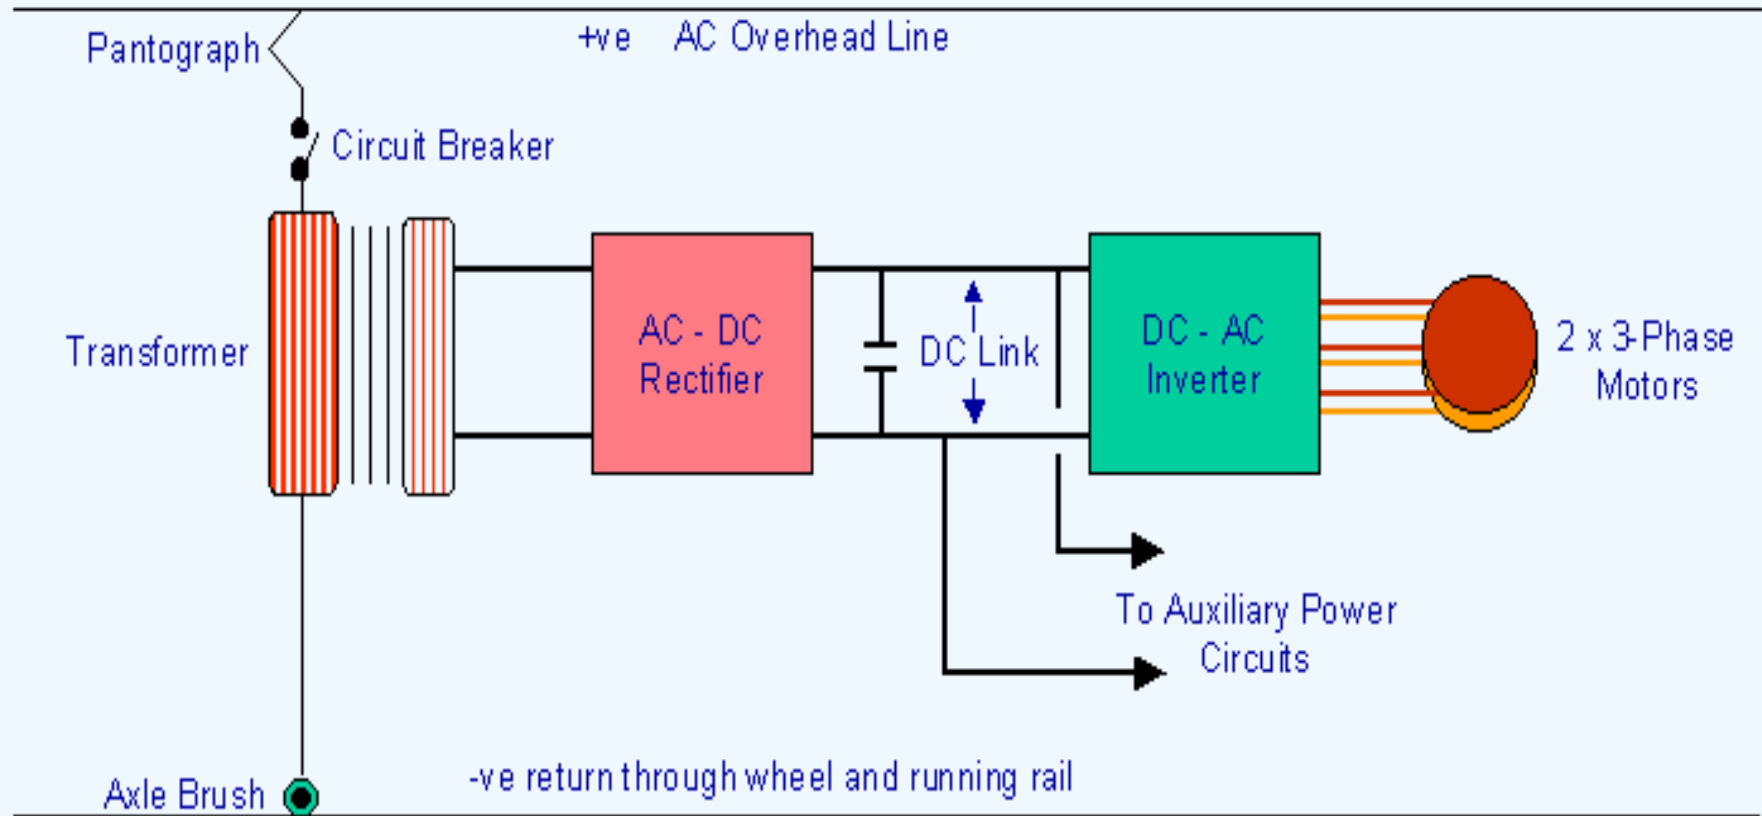 Pantograph
+ve AC Overhead Line
Circuit Breaker
Transformer
AC - DC
Rectifier
DC Link
DC - AC
Inverter
2 x 3-Phase
Motors
To Auxiliary Power
Circuits
Axle Brush
-ve return through wheel and running rail